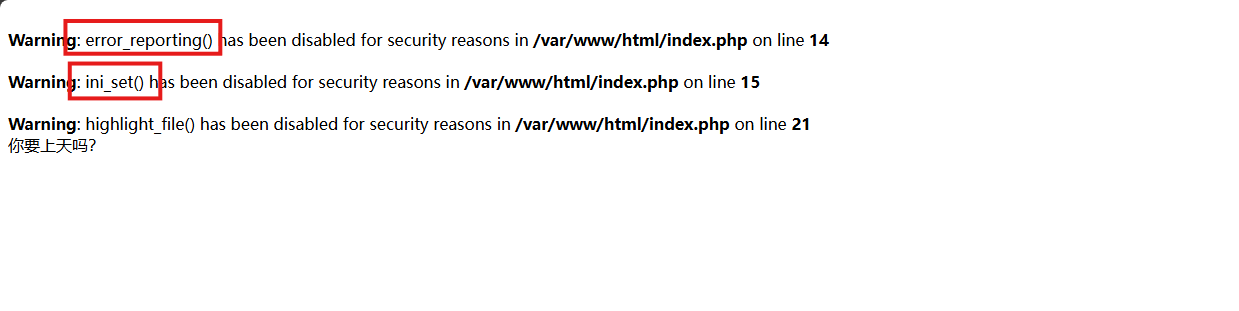 Warning: error_reporting() has been disabled for security reasons in /var/www/html/index.php on line 14
Warning: ini_set() has been disabled for security reasons in /var/www/html/index.php on line 15
Warning: highlight_file() has been disabled for security reasons in /var/www/html/index.php on line 21
你要上天吗?